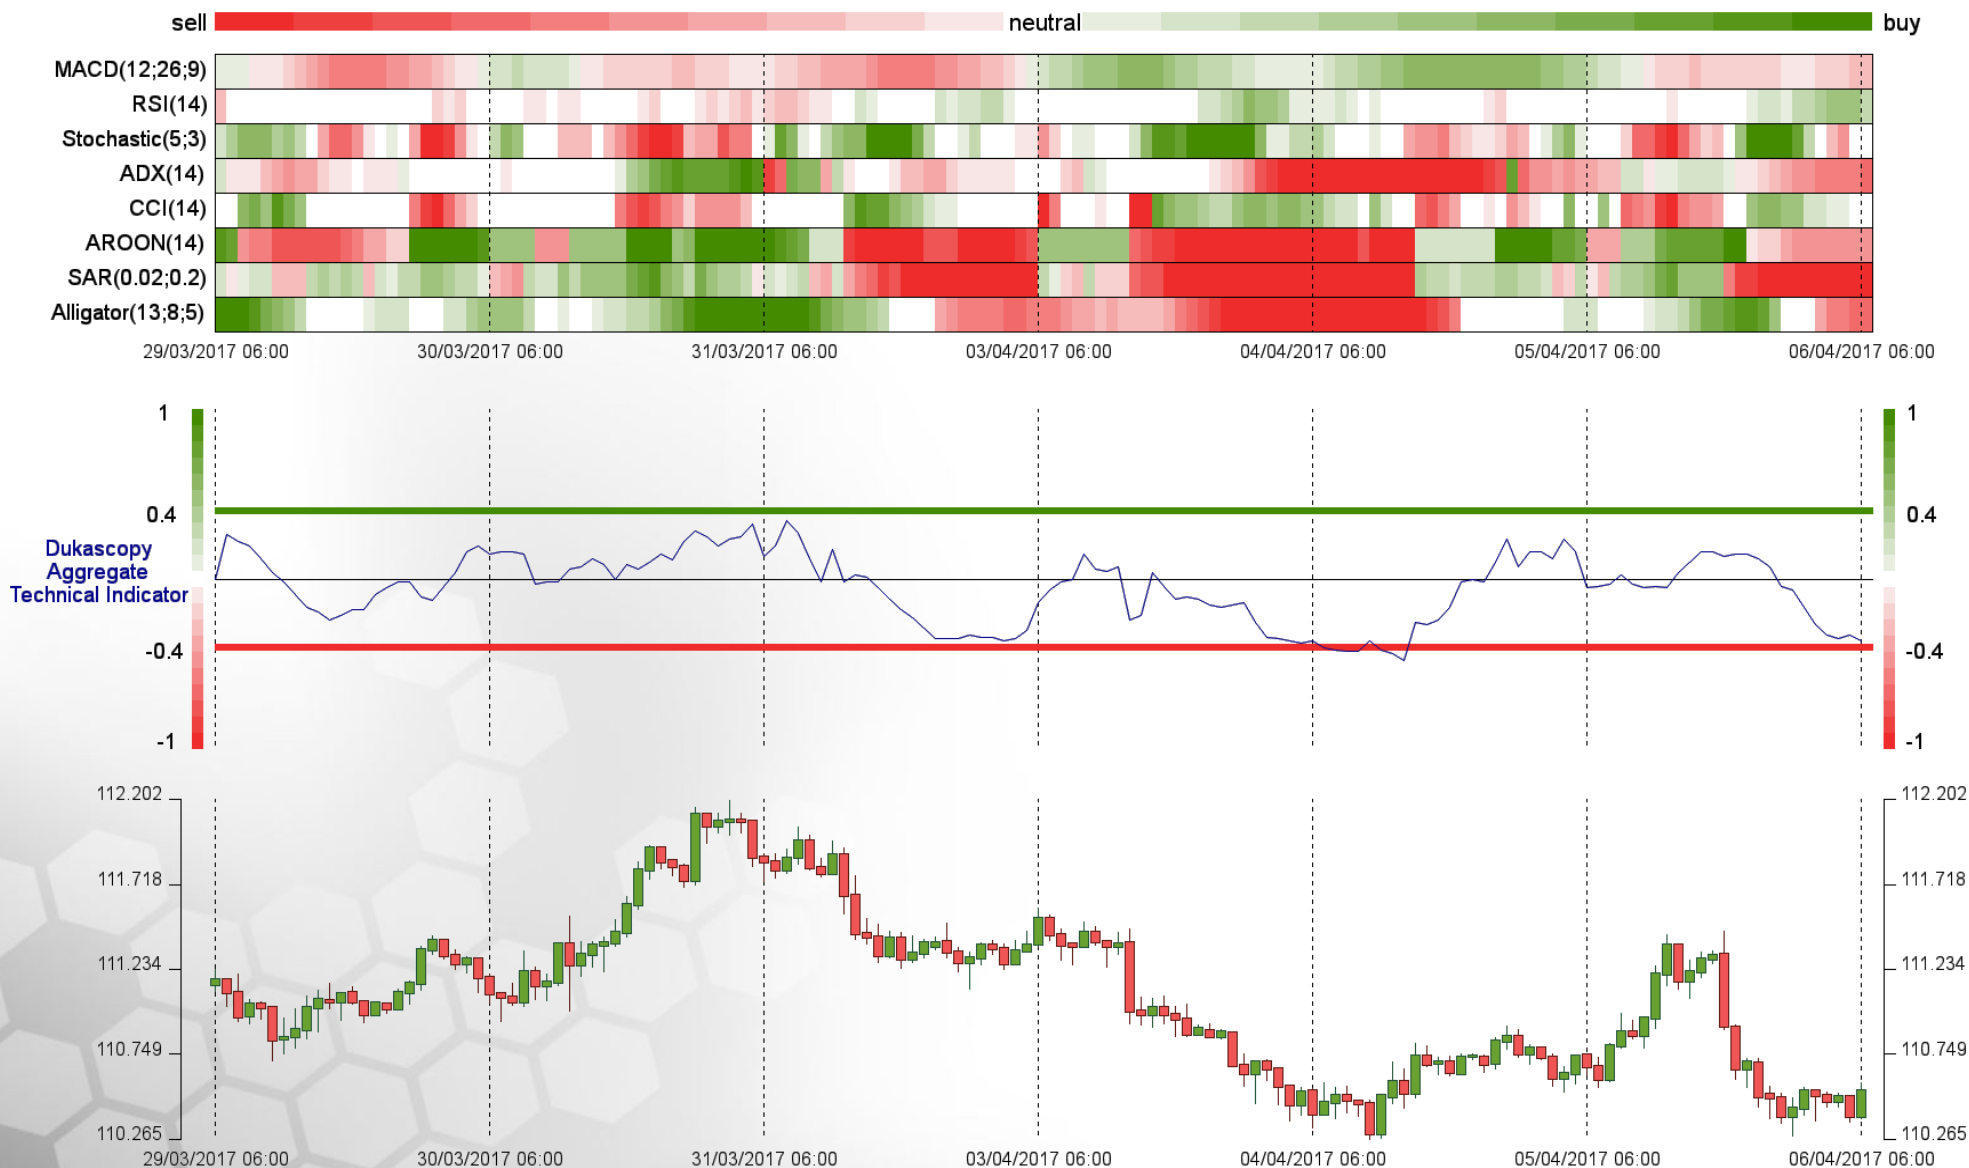 sell neutral buy
MACD(12;26;9)
RSI(14)
Stochastic(5;3)
ADX(14)
CCI(14)
AROON(14)
SAR(0.02;0.2)
Alligator(13;8;5)
29/03/2017 06:00 30/03/2017 06:00 31/03/2017 06:00 03/04/2017 06:00 04/04/2017 06:00 05/04/2017 06:00 06/04/2017 06:00
1 1
0.4 0.4
Dukascopy
Aggregate
Technical Indicator
-0.4 -0.4
-1 -1
112.202 112.202
111.718 111.718
111.234 111.234
110.749 110.749
110.265 110.265
29/03/2017 06:00 30/03/2017 06:00 31/03/2017 06:00 03/04/2017 06:00 04/04/2017 06:00 05/04/2017 06:00 06/04/2017 06:00